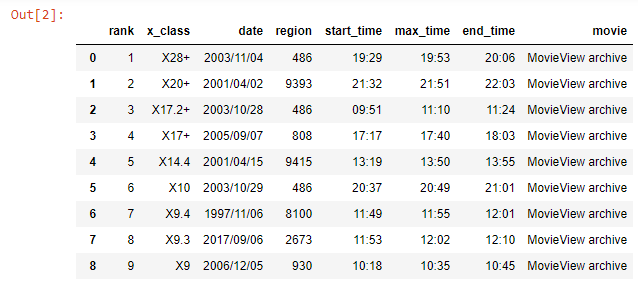 Out[2]:
rank x_class date region start_time max_time end_time movie
0 1 X28+ 2003/11/04 486 19:29 19:53 20:06 MovieView archive
1 2 X20+ 2001/04/02 9393 21:32 21:51 22:03 MovieView archive
2 3 X17.2+ 2003/10/28 486 09:51 11:10 11:24 MovieView archive
3 4 X17+ 2005/09/07 808 17:17 17:40 18:03 MovieView archive
4 5 X14.4 2001/04/15 9415 13:19 13:50 13:55 MovieView archive
5 6 X10 2003/10/29 486 20:37 20:49 21:01 MovieView archive
6 7 X9.4 1997/11/06 8100 11:49 11:55 12:01 MovieView archive
7 8 X9.3 2017/09/06 2673 11:53 12:02 12:10 MovieView archive
8 9 X9 2006/12/05 930 10:18 10:35 10:45 MovieView archive